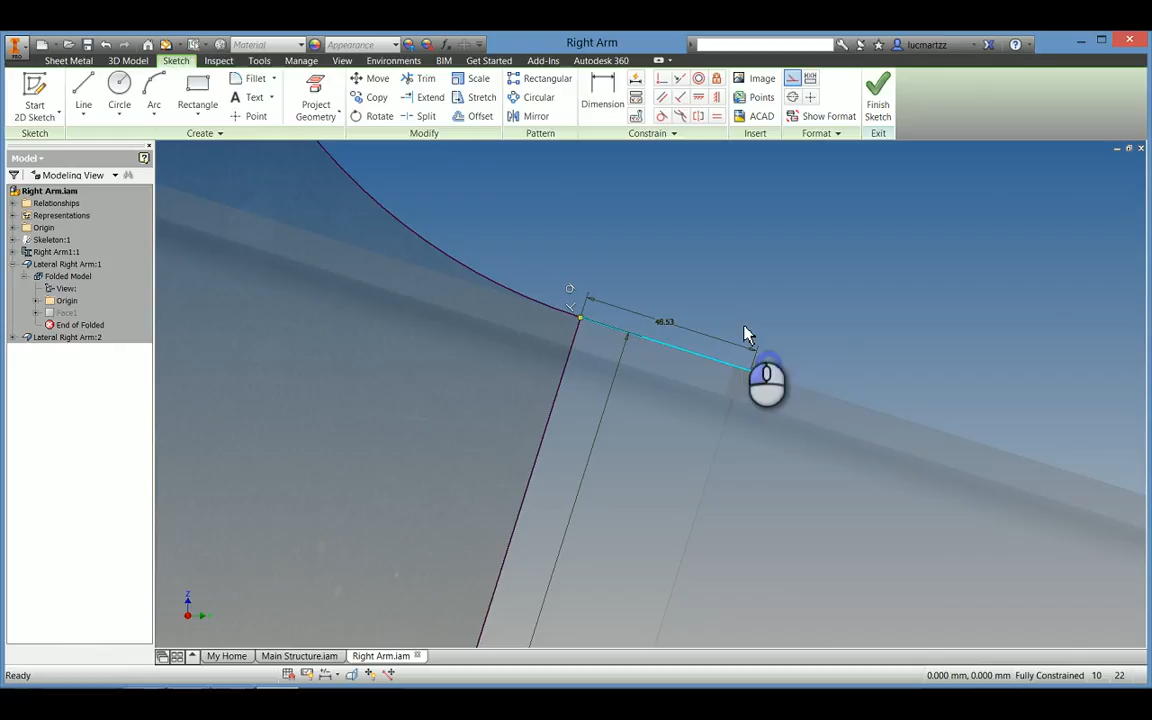 Material
Appearance
Right Arm
lucmartzz
PRO
Sheet Metal 3D Model Sketch Inspect Tools Manage View Environments BIM Get Started Add-Ins Autodesk 360
Start
2D Sketch
Line
Circle
Arc
Rectangle
Fillet
Text
Point
Project
Geometry
Move
Copy
Rotate
Trim
Extend
Split
Scale
Stretch
Offset
Rectangular
Circular
Mirror
Dimension
Image
Points
ACAD
Show Format
Finish
Sketch
Sketch Create Modify Pattern Constrain Insert Format Exit
Model
Modeling View
Right Arm.iam
Relationships
Representations
Origin
Skeleton:1
Right Arm1:1
Lateral Right Arm:1
Folded Model
View:
Origin
Face1
End of Folded
Lateral Right Arm:2
Z
My Home Main Structure.iam Right Arm.iam
Ready 0.000 mm, 0.000 mm Fully Constrained 10 22